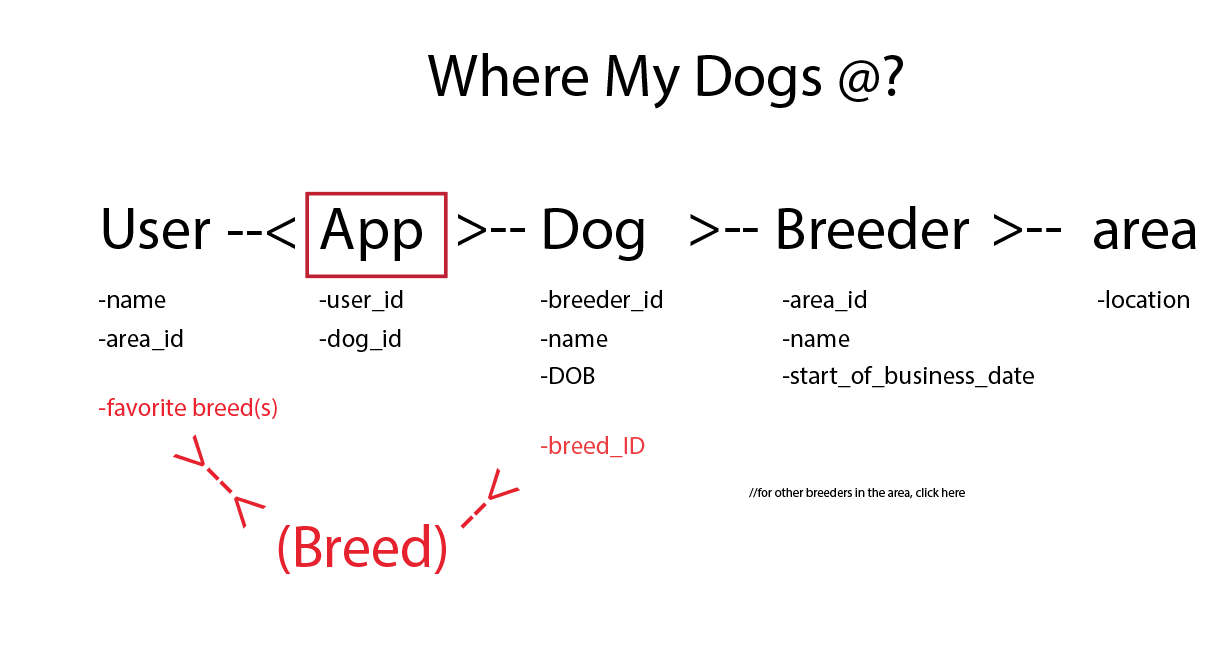 Where My Dogs @?
User --< App >-- Dog >-- Breeder >-- area
-name -user_id -breeder_id -area_id -location
-area_id -dog_id -name -name
-DOB -start_of_business_date
-favorite breed(s)
-breed_ID
//for other breeders in the area, click here
(Breed)